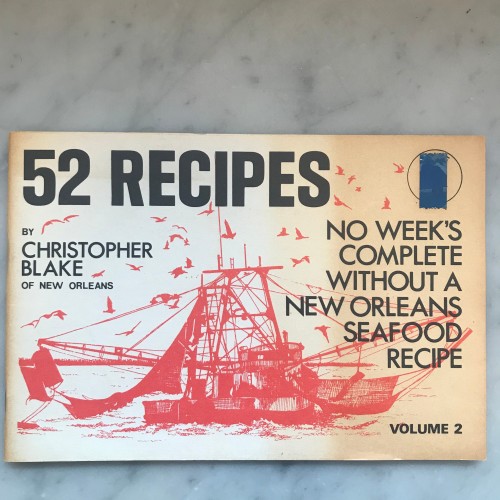 52 RECIPES
BY
CHRISTOPHER
BLAKE
OF NEW ORLEANS
NO WEEK'S
COMPLETE
WITHOUT A
NEW ORLEANS
SEAFOOD
RECIPE
VOLUME 2